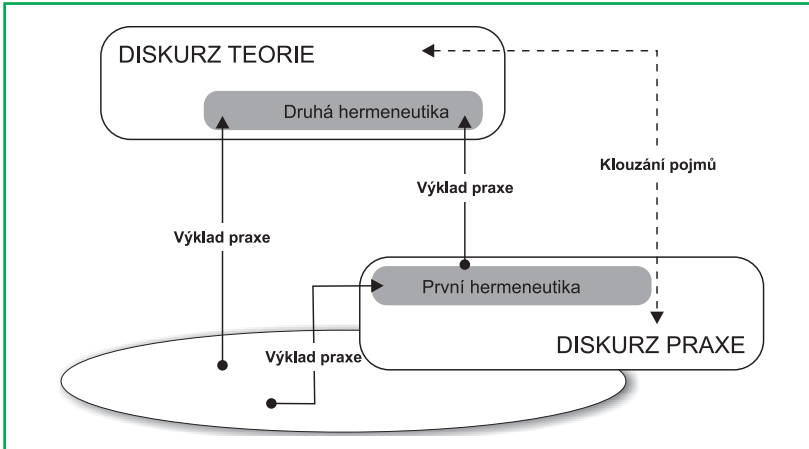 DISKURZ TEORIE
Druhá hermeneutika
Klouzání pojmů
Výklad praxe
Výklad praxe
První hermeneutika
DISKURZ PRAXE
Výklad praxe